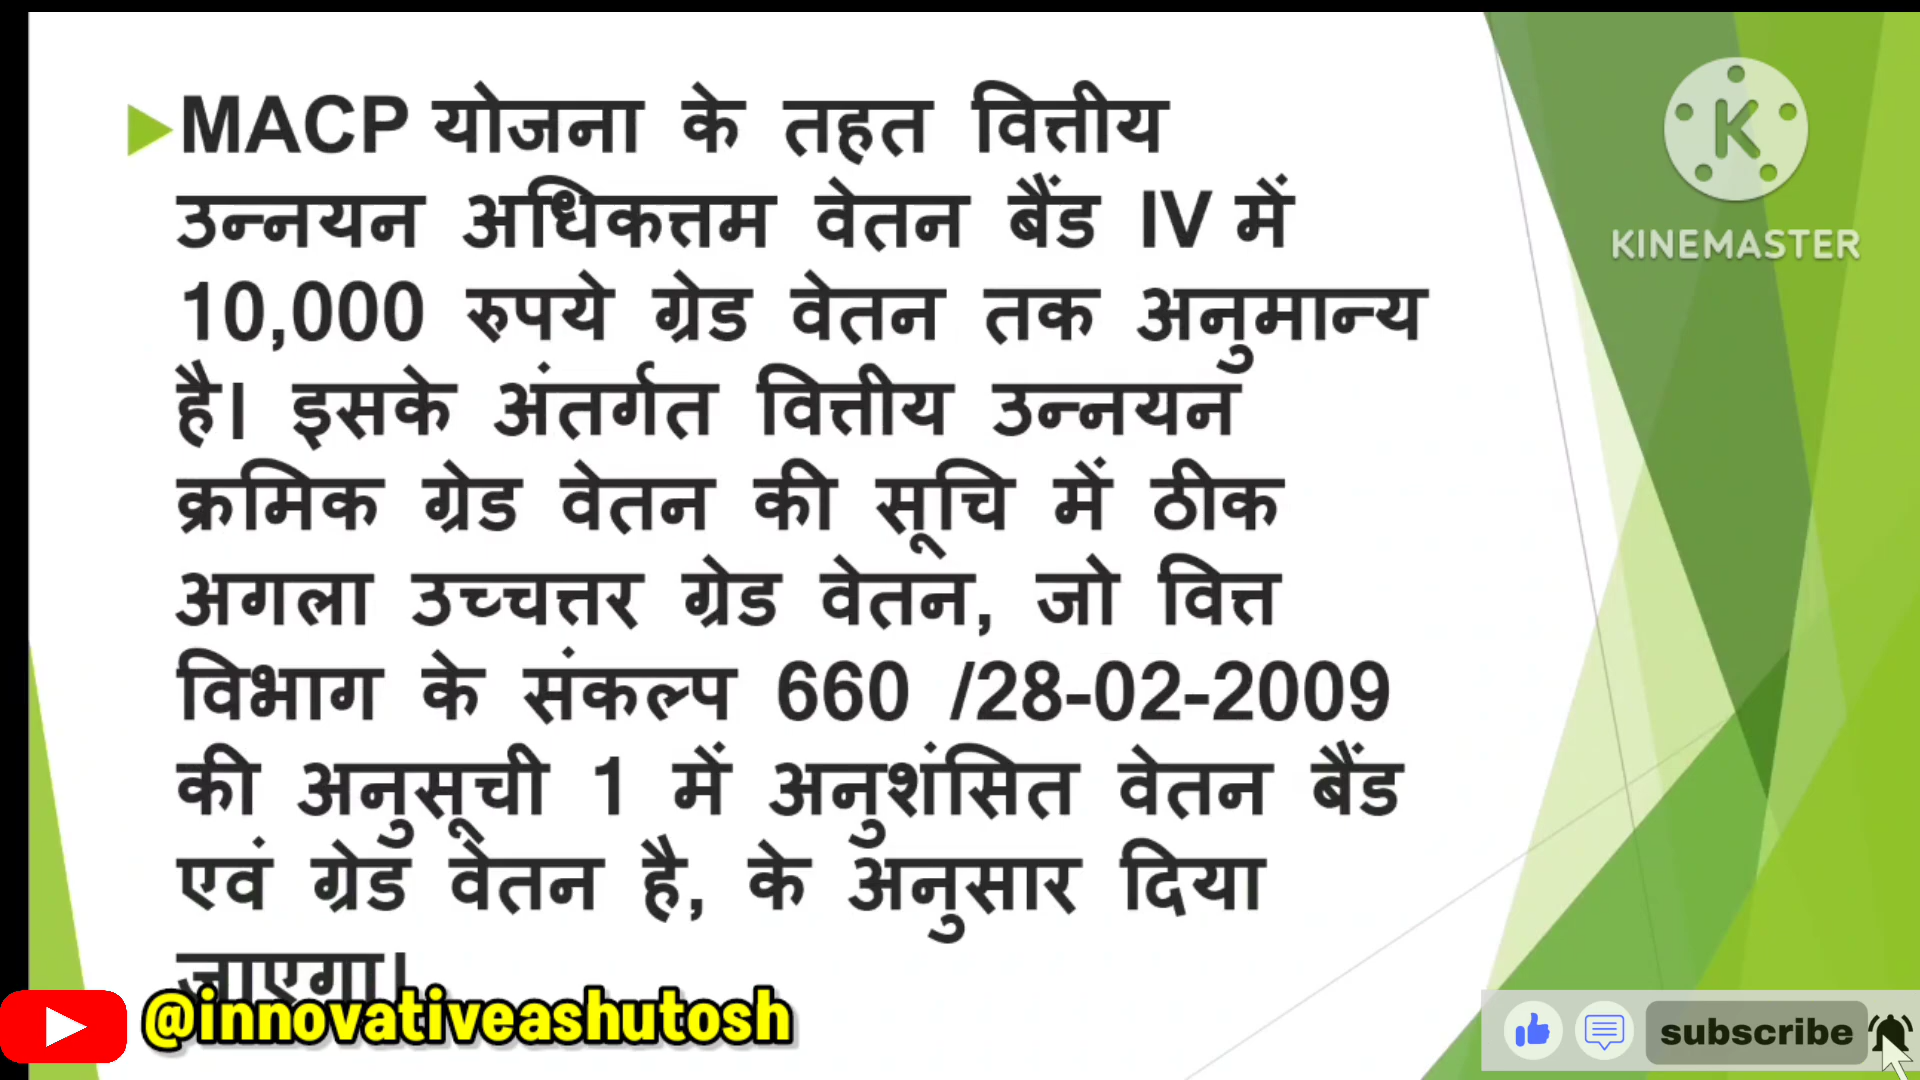 MACP योजना के तहत वित्तीय
उन्नयन अधिकत्तम वेतन बैंड IV में
10,000 रुपये ग्रेड वेतन तक अनुमान्य
है। इसके अंतर्गत वित्तीय उन्नयन
क्रमिक ग्रेड वेतन की सूचि में ठीक
अगला उच्चत्तर ग्रेड वेतन, जो वित्त
विभाग के संकल्प 660 /28-02-2009
की अनुसूची 1 में अनुशंसित वेतन बैंड
एवं ग्रेड वेतन है, के अनुसार दिया
जाएगा।
K
KINEMASTER
@innovativeashutosh
subscribe